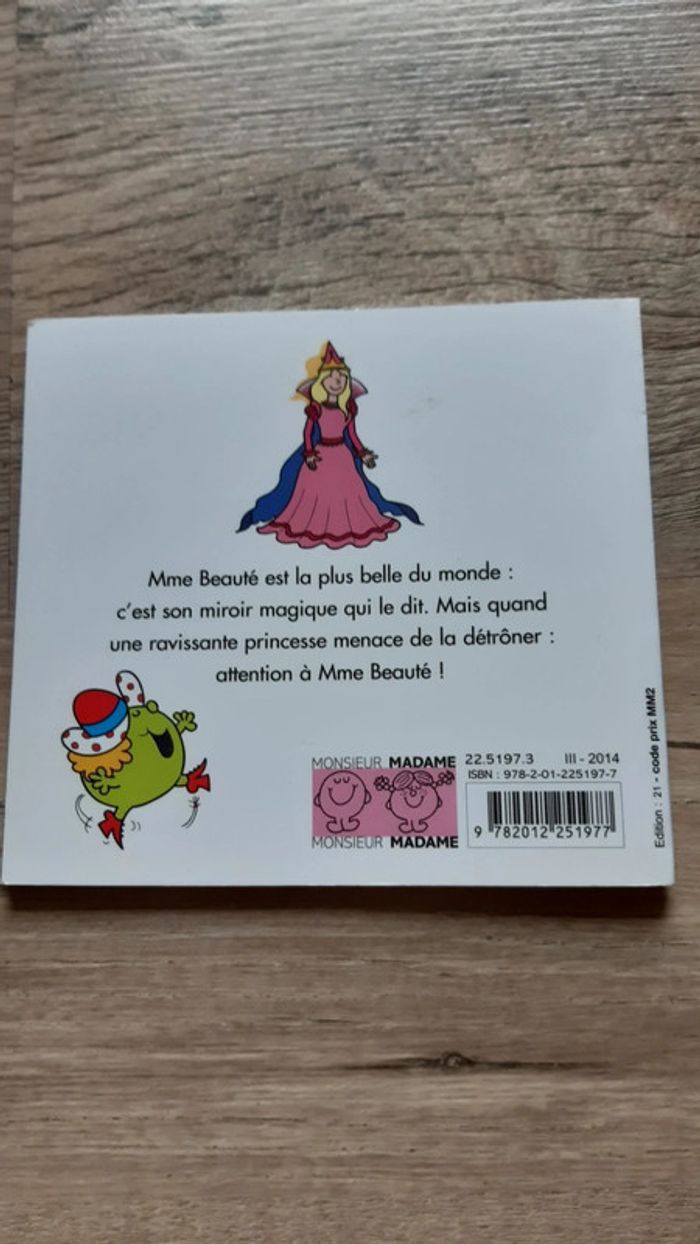 Mme Beauté est la plus belle du monde :
c'est son miroir magique qui le dit. Mais quand
une ravissante princesse menace de la détrôner :
attention à Mme Beauté !
MONSIEUR MADAME
MONSIEUR MADAME
22.5197.3 III - 2014
ISBN : 978-2-01-225197-7
9 782012 251977
Edition : 21 - code prix MM2